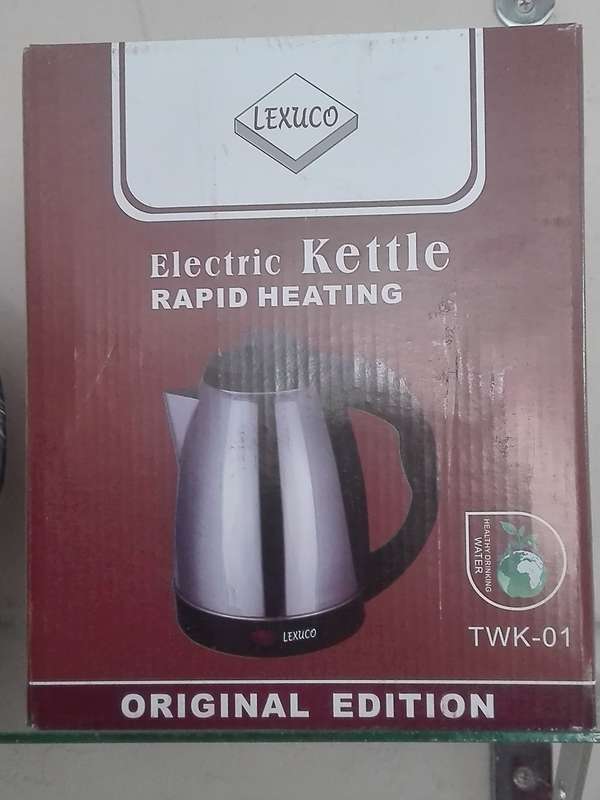 LEXUCO
Electric Kettle
RAPID HEATING
HEALTHY DRINKING
WATER
LEXUCO
TWK-01
ORIGINAL EDITION